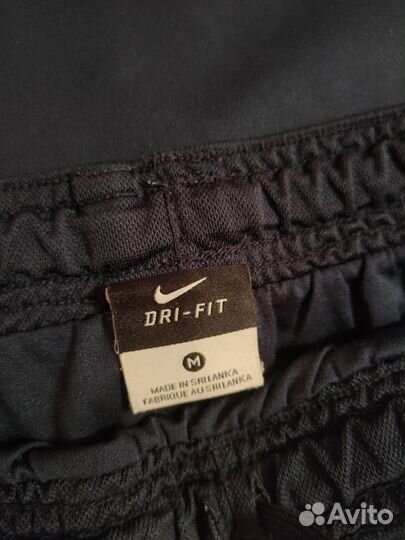 DRI-FIT
M
MADE IN SRI LANKA
FABRIQUE AU SRI LANKA
Avito